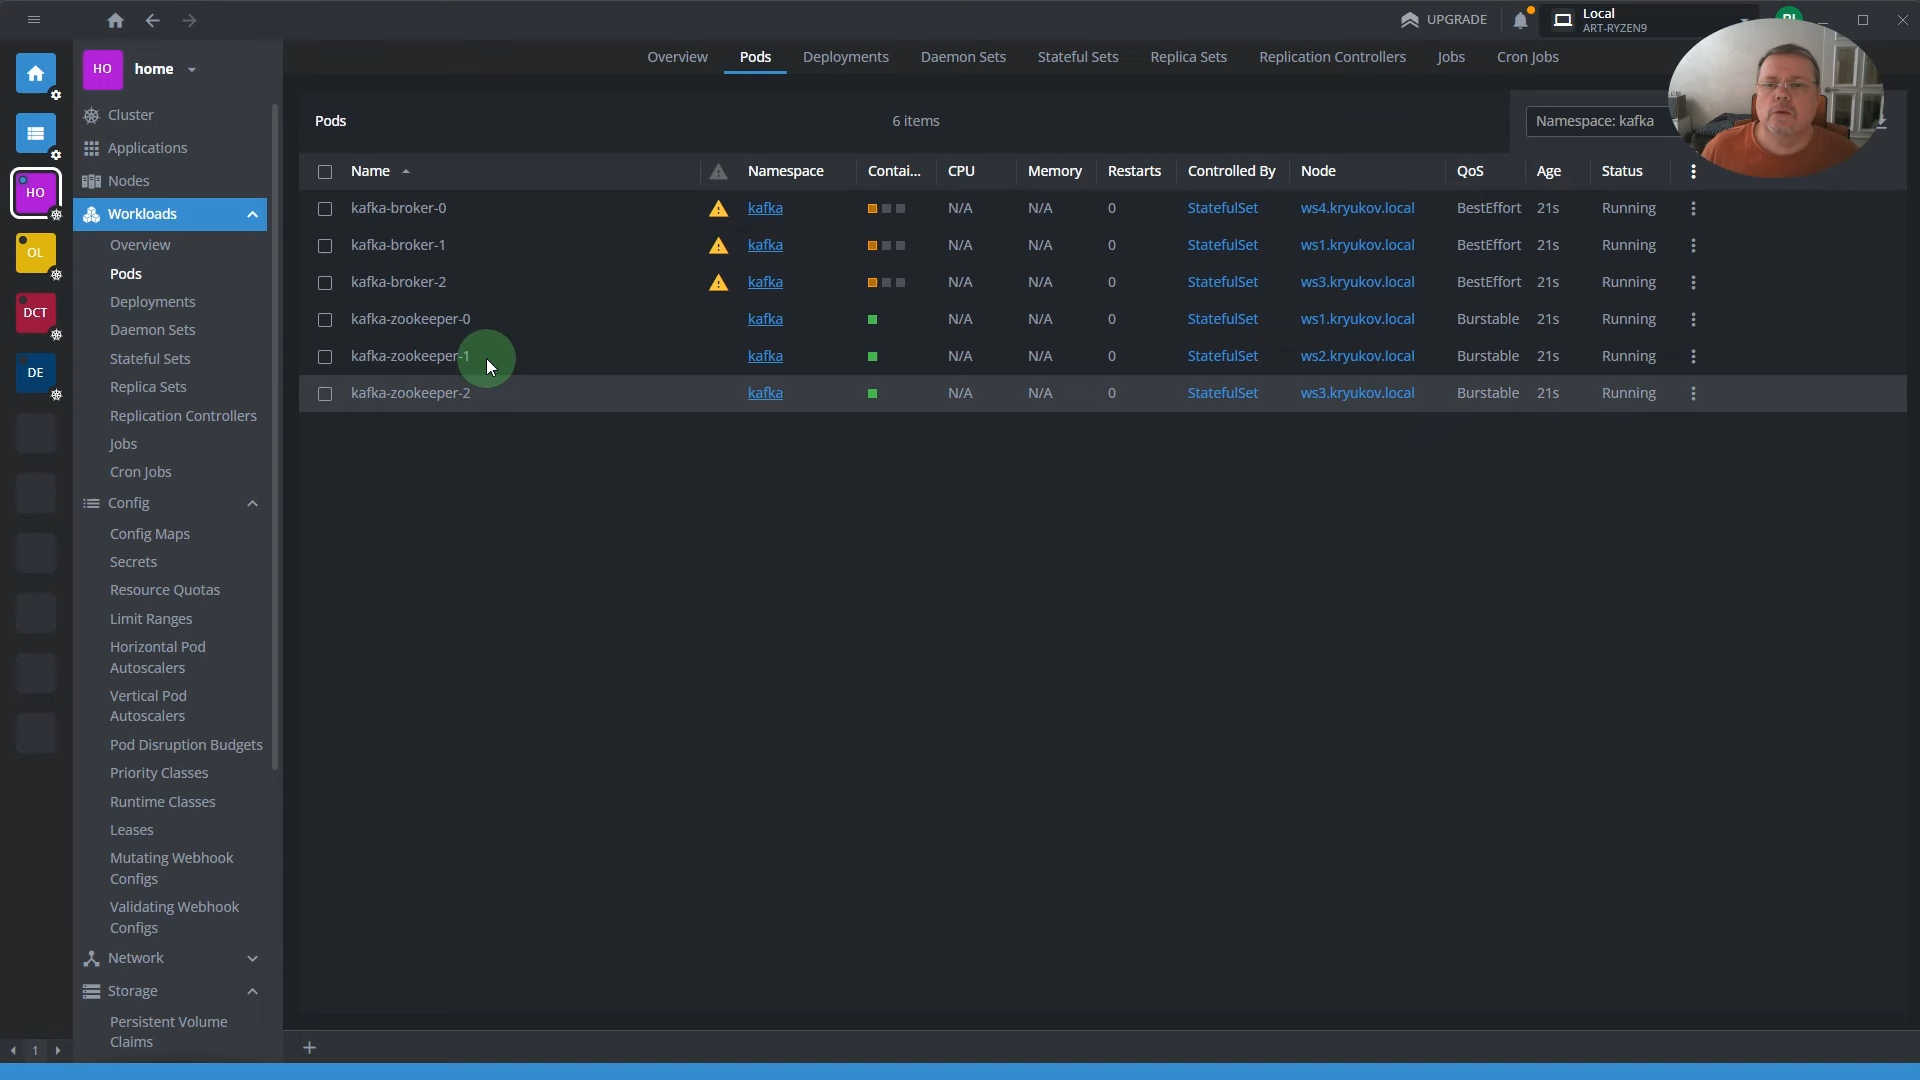 UPGRADE
Local
ART-RYZEN9
HO
home
Overview
Pods
Deployments
Daemon Sets
Stateful Sets
Replica Sets
Replication Controllers
Jobs
Cron Jobs
Cluster
Applications
Nodes
Workloads
Overview
Pods
Deployments
Daemon Sets
Stateful Sets
Replica Sets
Replication Controllers
Jobs
Cron Jobs
Config
Config Maps
Secrets
Resource Quotas
Limit Ranges
Horizontal Pod
Autoscalers
Vertical Pod
Autoscalers
Pod Disruption Budgets
Priority Classes
Runtime Classes
Leases
Mutating Webhook
Configs
Validating Webhook
Configs
Network
Storage
Persistent Volume
Claims
HO
OL
DCT
DE
1
Pods
6 items
Namespace: kafka
Name Namespace Contai... CPU Memory Restarts Controlled By Node QoS Age Status
kafka-broker-0 kafka N/A N/A 0 StatefulSet ws4.kryukov.local BestEffort 21s Running
kafka-broker-1 kafka N/A N/A 0 StatefulSet ws1.kryukov.local BestEffort 21s Running
kafka-broker-2 kafka N/A N/A 0 StatefulSet ws3.kryukov.local BestEffort 21s Running
kafka-zookeeper-0 kafka N/A N/A 0 StatefulSet ws1.kryukov.local Burstable 21s Running
kafka-zookeeper-1 kafka N/A N/A 0 StatefulSet ws2.kryukov.local Burstable 21s Running
kafka-zookeeper-2 kafka N/A N/A 0 StatefulSet ws3.kryukov.local Burstable 21s Running